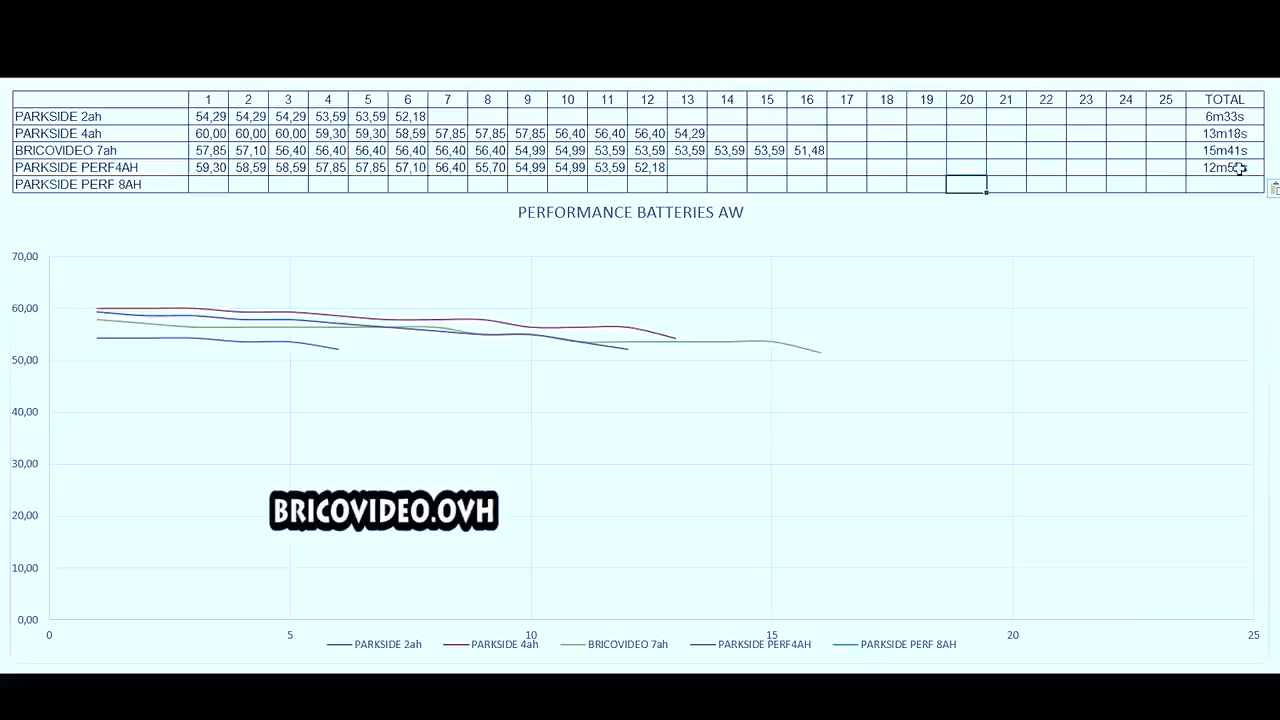 1 2 3 4 5 6 7 8 9 10 11 12 13 14 15 16 17 18 19 20 21 22 23 24 25 TOTAL
PARKSIDE 2ah 54,29 54,29 54,29 53,59 53,59 52,18 6m33s
PARKSIDE 4ah 60,00 60,00 60,00 59,30 59,30 58,59 57,85 57,85 57,85 56,40 56,40 56,40 54,29 13m18s
BRICOVIDEO 7ah 57,85 57,10 56,40 56,40 56,40 56,40 56,40 56,40 54,99 54,99 53,59 53,59 53,59 53,59 53,59 51,48 15m41s
PARKSIDE PERF4AH 59,30 58,59 58,59 57,85 57,85 57,10 56,40 55,70 54,99 54,99 53,59 52,18
PARKSIDE PERF 8AH
PERFORMANCE BATTERIES AW
70,00
60,00
50,00
40,00
30,00
20,00
10,00
0,00
BRICOVIDEO.OVH
0 5 10 15 20 25
PARKSIDE 2ah PARKSIDE 4ah BRICOVIDEO 7ah PARKSIDE PERF4AH PARKSIDE PERF 8AH